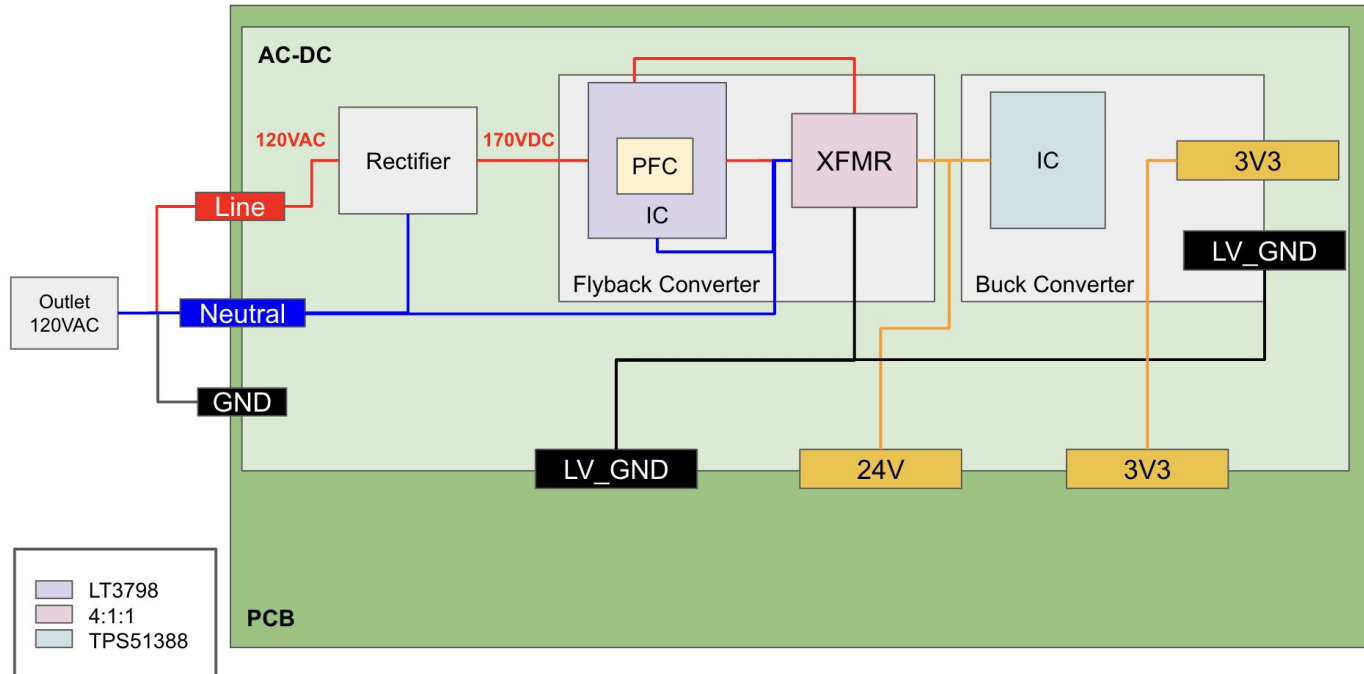 AC-DC
120VAC
170VDC
Rectifier
PFC
IC
XFMR
IC
3V3
Line
LV_GND
Flyback Converter
Buck Converter
Outlet
120VAC
Neutral
GND
LV_GND
24V
3V3
LT3798
4:1:1
TPS51388
PCB